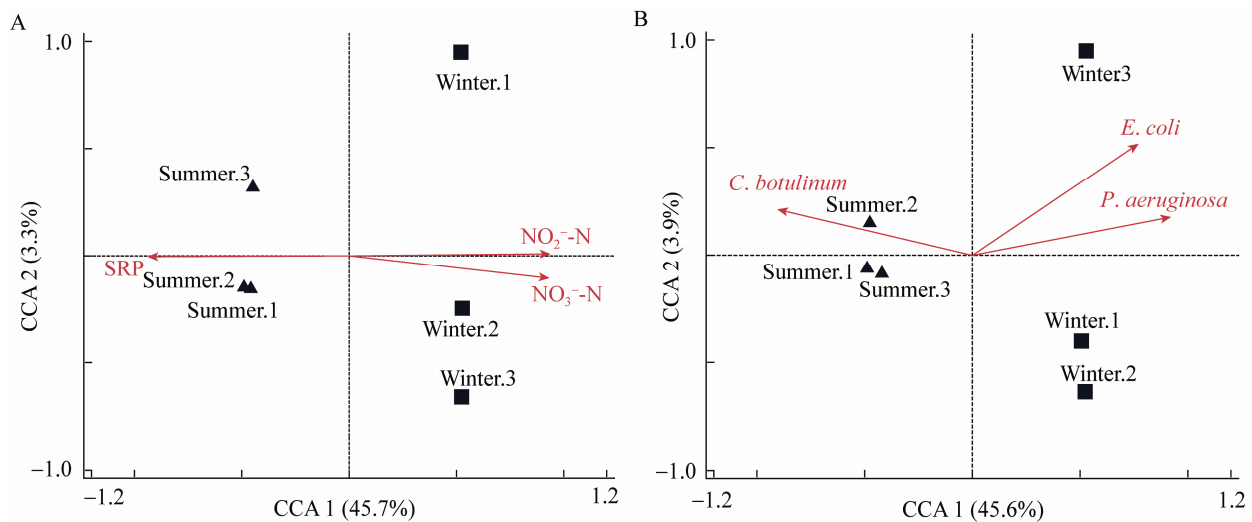 A
1.0
Winter.1
Summer.3
NO₂⁻-N
SRP
Summer.2
NO₃⁻-N
Summer.1
Winter.2
Winter.3
−1.0
−1.2
1.2
CCA 1 (45.7%)
CCA 2 (3.3%)
B
1.0
Winter.3
E. coli
C. botulinum
P. aeruginosa
Summer.2
Summer.1
Summer.3
Winter.1
Winter.2
−1.0
−1.2
1.2
CCA 1 (45.6%)
CCA 2 (3.9%)